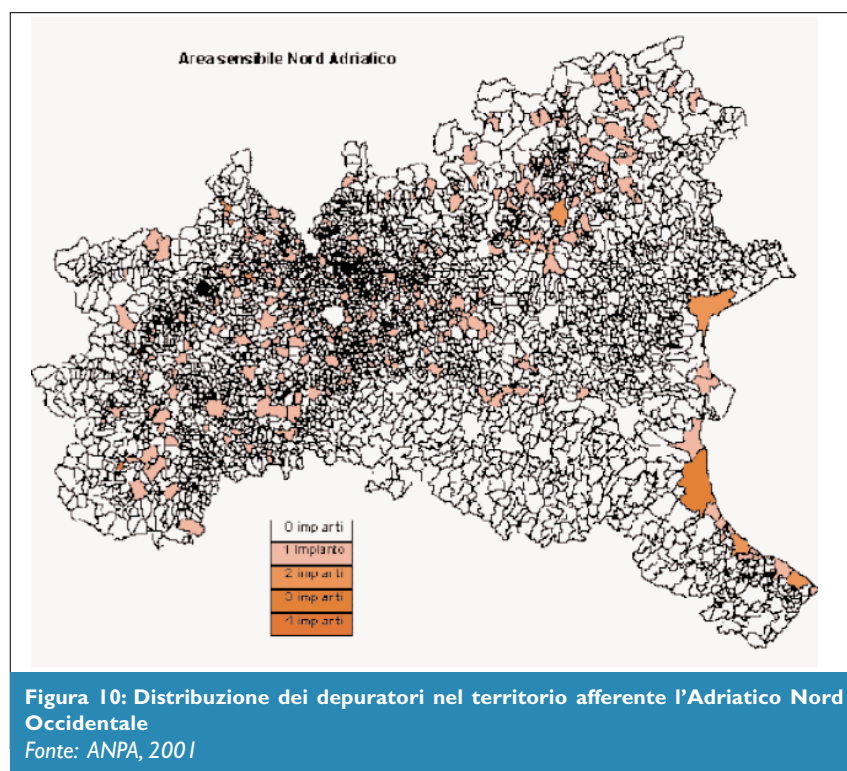 Area sensibile Nord Adriatico
0 impianti
1 impianto
2 impianti
3 impianti
4 impianti
Figura 10: Distribuzione dei depuratori nel territorio afferente l'Adriatico Nord
Occidentale
Fonte: ANPA, 2001